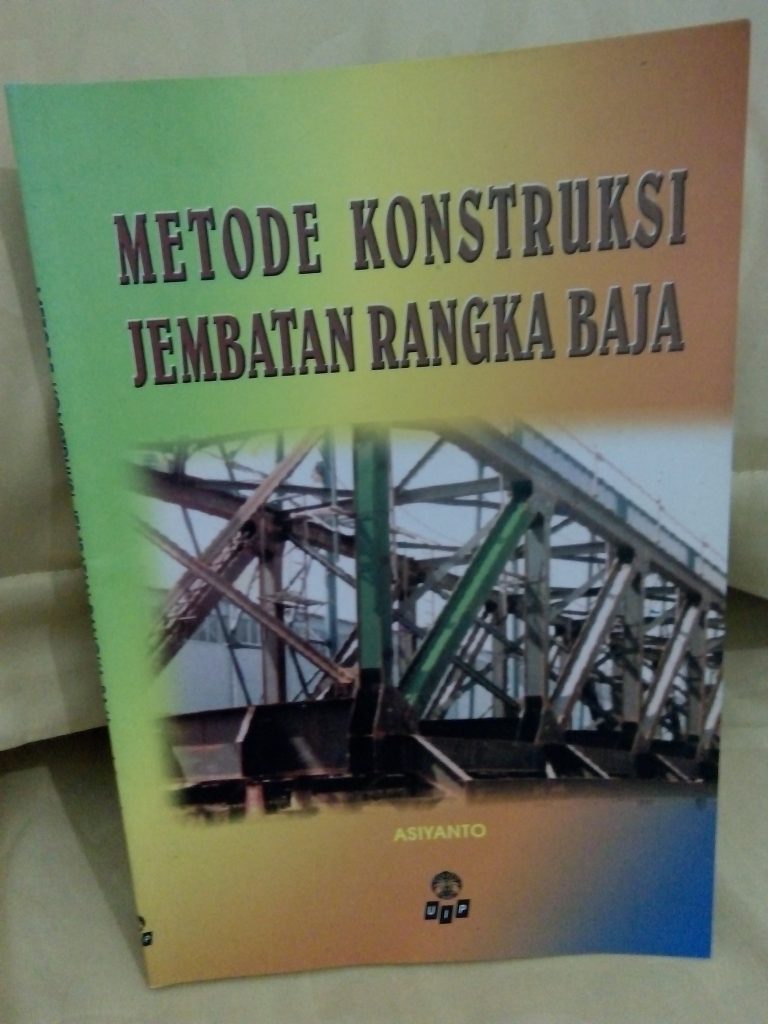 METODE KONSTRUKSI
JEMBATAN RANGKA BAJA
ASIYANTO
UIP